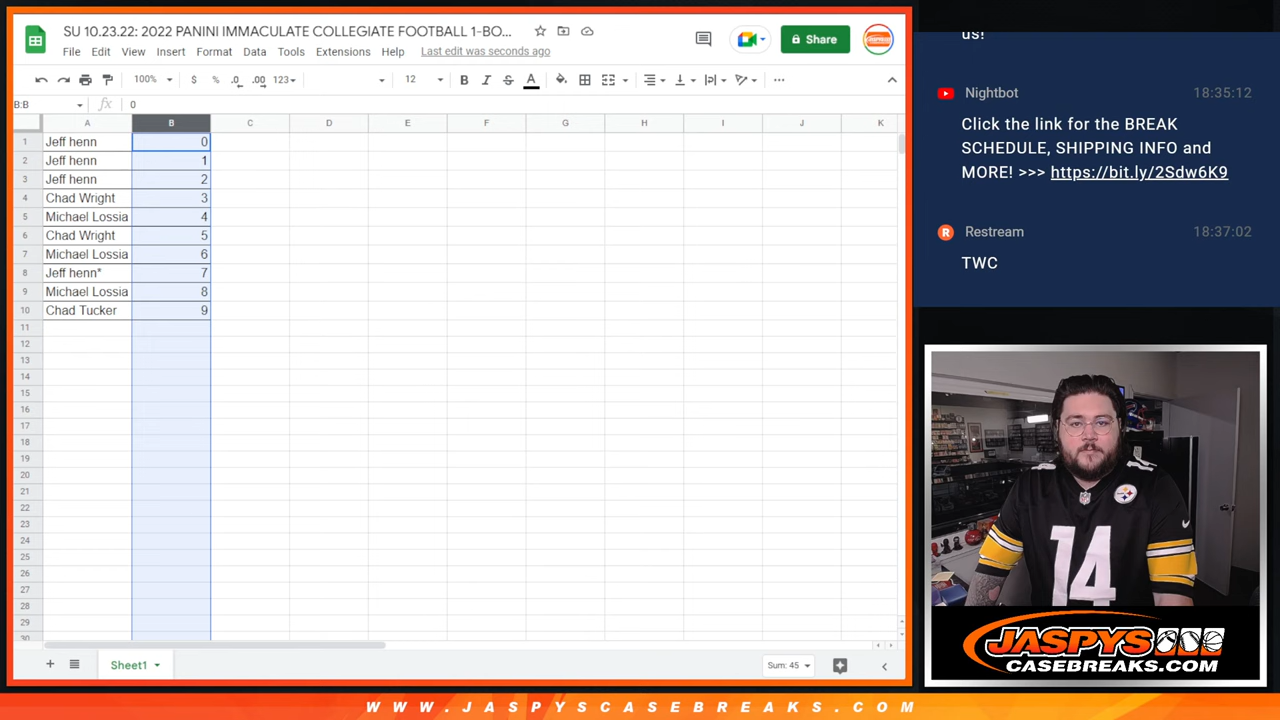 SU 10.23.22: 2022 PANINI IMMACULATE COLLEGIATE FOOTBALL 1-BO...
File Edit View Insert Format Data Tools Extensions Help Last edit was seconds ago
Share
100% $ % .0 .00 123 12 B I S A
B:B fx 0
A B C D E F G H I J K
1 Jeff henn 0
2 Jeff henn 1
3 Jeff henn 2
4 Chad Wright 3
5 Michael Lossia 4
6 Chad Wright 5
7 Michael Lossia 6
8 Jeff henn* 7
9 Michael Lossia 8
10 Chad Tucker 9
11
12
13
14
15
16
17
18
19
20
21
22
23
24
25
26
27
28
29
30
Sheet1
Sum: 45
us!
Nightbot 18:35:12
Click the link for the BREAK
SCHEDULE, SHIPPING INFO and
MORE! >>> https://bit.ly/2Sdw6K9
Restream 18:37:02
TWC
14
JASPYS
CASEBREAKS.COM
WWW.JASPYSCASEBREAKS.COM